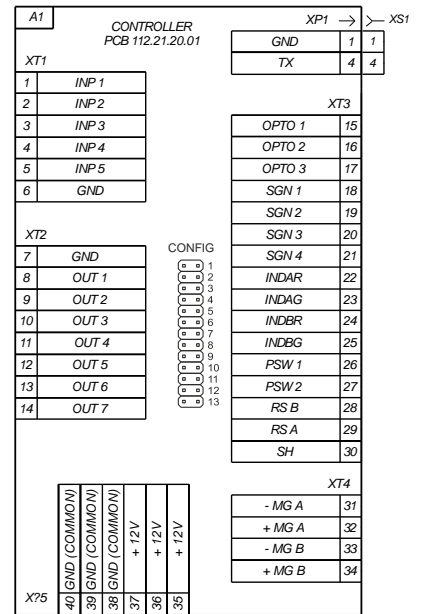 A1
CONTROLLER
PCB 112.21.20.01
XP1 XS1
GND 1 1
TX 4 4
XT1
1 INP 1
2 INP 2
3 INP 3
4 INP 4
5 INP 5
6 GND
XT2
7 GND
8 OUT 1
9 OUT 2
10 OUT 3
11 OUT 4
12 OUT 5
13 OUT 6
14 OUT 7
CONFIG
1
2
3
4
5
6
7
8
9
10
11
12
13
XT3
OPTO 1 15
OPTO 2 16
OPTO 3 17
SGN 1 18
SGN 2 19
SGN 3 20
SGN 4 21
INDAR 22
INDAG 23
INDBR 24
INDBG 25
PSW 1 26
PSW 2 27
RS B 28
RS A 29
SH 30
XT4
- MG A 31
+ MG A 32
- MG B 33
+ MG B 34
X?5
40 GND (COMMON)
39 GND (COMMON)
38 GND (COMMON)
37 + 12V
36 + 12V
35 + 12V